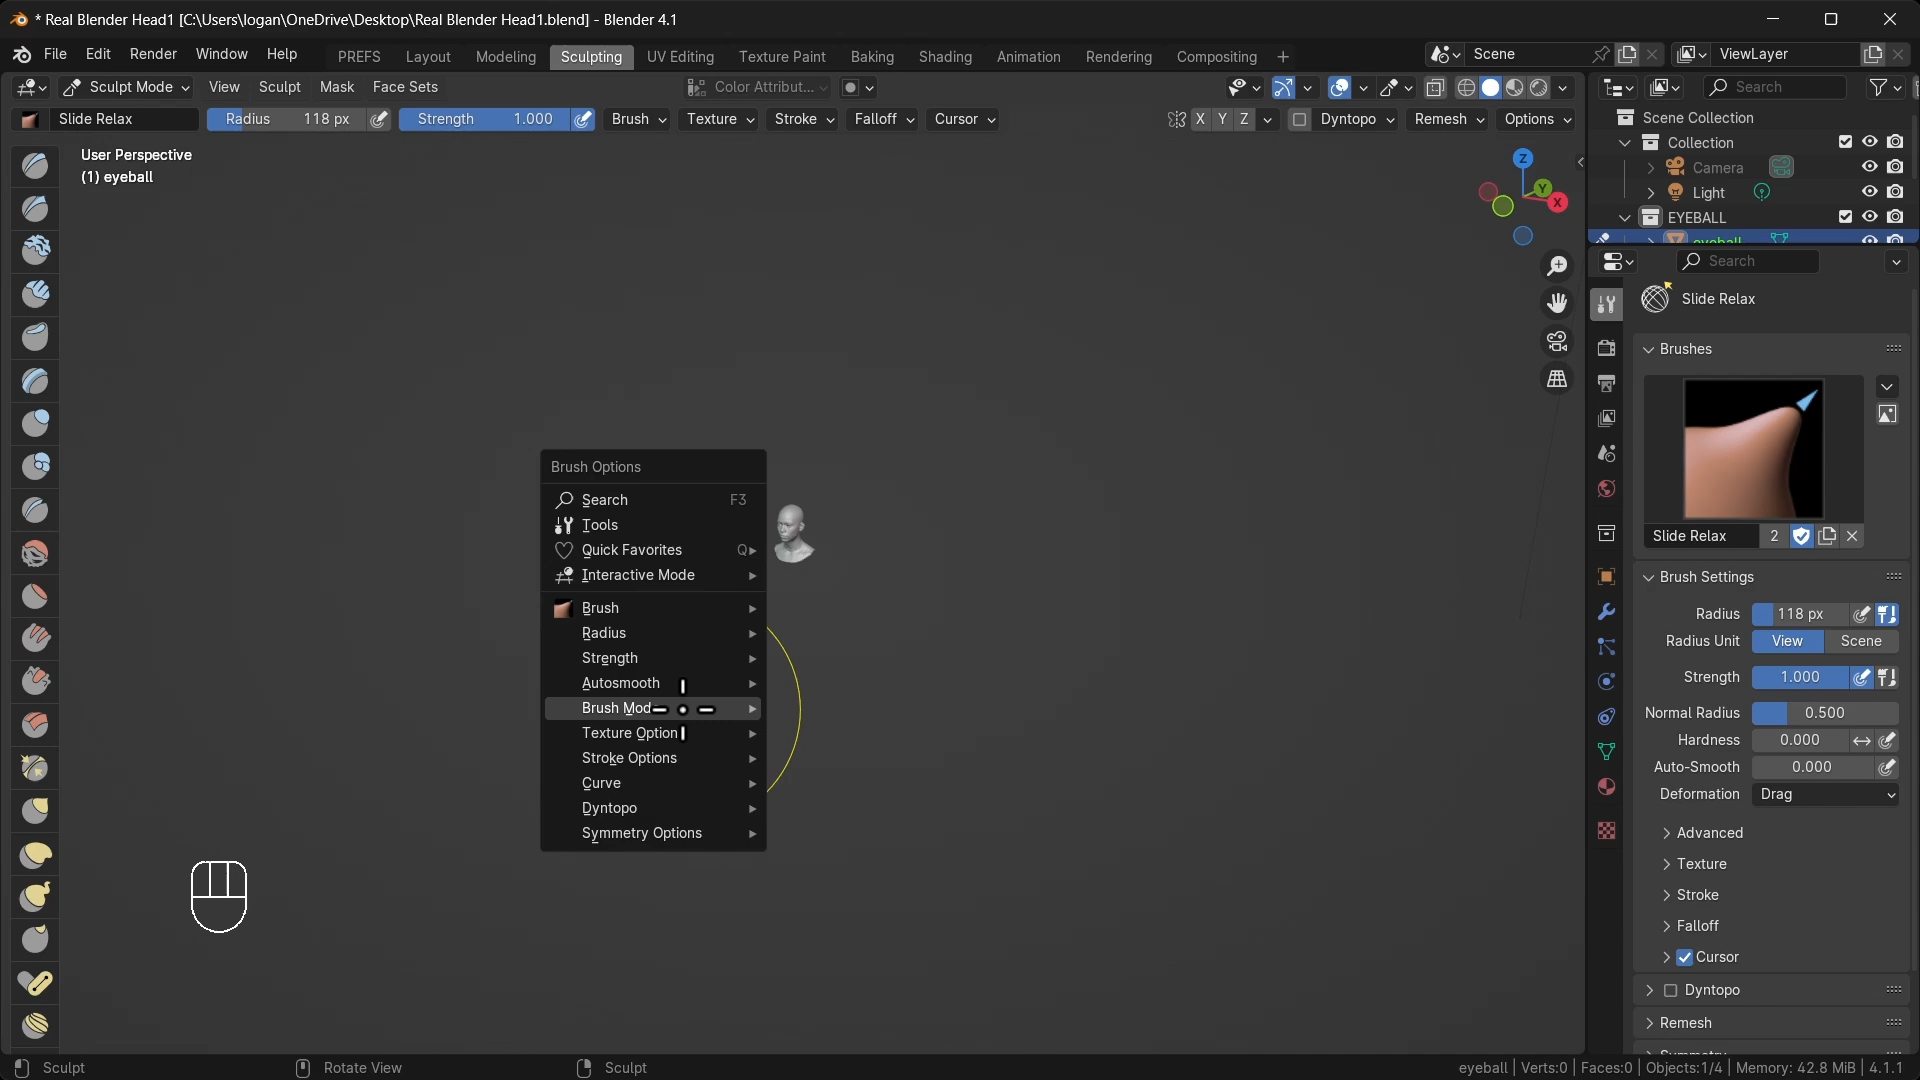 * Real Blender Head1 [C:\Users\logan\OneDrive\Desktop\Real Blender Head1.blend] - Blender 4.1
File Edit Render Window Help PREFS Layout Modeling Sculpting UV Editing Texture Paint Baking Shading Animation Rendering Compositing + Scene ViewLayer
Sculpt Mode View Sculpt Mask Face Sets Color Attribut... Search
Slide Relax Radius 118 px Strength 1.000 Brush Texture Stroke Falloff Cursor X Y Z Dyntopo Remesh Options
Scene Collection
Collection
Camera
Light
EYEBALL
eyeball
User Perspective
(1) eyeball
Z
Y
X
Search
Slide Relax
Brushes
Slide Relax 2
Brush Settings
Radius 118 px
Radius Unit View Scene
Strength 1.000
Normal Radius 0.500
Hardness 0.000
Auto-Smooth 0.000
Deformation Drag
Advanced
Texture
Stroke
Falloff
Cursor
Dyntopo
Remesh
Symmetry
Brush Options
Search F3
Tools
Quick Favorites Q
Interactive Mode
Brush
Radius
Strength
Autosmooth
Brush Mod
Texture Option
Stroke Options
Curve
Dyntopo
Symmetry Options
Sculpt Rotate View Sculpt eyeball | Verts:0 | Faces:0 | Objects:1/4 | Memory: 42.8 MiB | 4.1.1